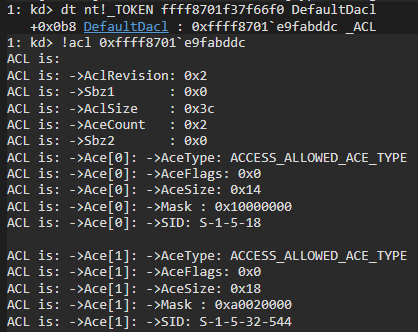 1: kd> dt nt!_TOKEN ffff8701f37f66f0 DefaultDacl
+0x0b8 DefaultDacl : 0xffff8701`e9fabddc _ACL
1: kd> !acl 0xffff8701`e9fabddc
ACL is:
ACL is: ->AclRevision: 0x2
ACL is: ->Sbz1 : 0x0
ACL is: ->AclSize : 0x3c
ACL is: ->AceCount : 0x2
ACL is: ->Sbz2 : 0x0
ACL is: ->Ace[0]: ->AceType: ACCESS_ALLOWED_ACE_TYPE
ACL is: ->Ace[0]: ->AceFlags: 0x0
ACL is: ->Ace[0]: ->AceSize: 0x14
ACL is: ->Ace[0]: ->Mask : 0x10000000
ACL is: ->Ace[0]: ->SID: S-1-5-18
ACL is: ->Ace[1]: ->AceType: ACCESS_ALLOWED_ACE_TYPE
ACL is: ->Ace[1]: ->AceFlags: 0x0
ACL is: ->Ace[1]: ->AceSize: 0x18
ACL is: ->Ace[1]: ->Mask : 0xa0020000
ACL is: ->Ace[1]: ->SID: S-1-5-32-544